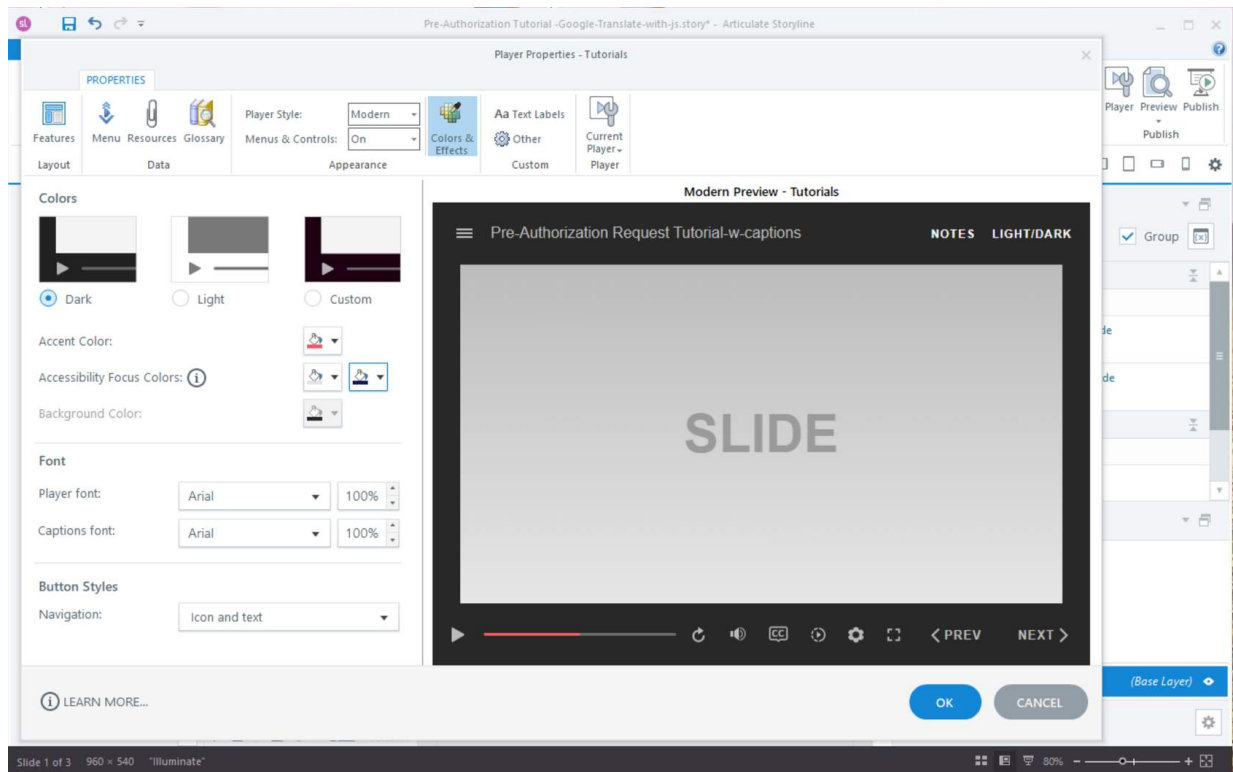 sl
Pre-Authorization Tutorial -Google-Translate-with-js.story* - Articulate Storyline
Player Properties - Tutorials
PROPERTIES
Features
Menu
Resources
Glossary
Layout
Data
Player Style:
Modern
Menus & Controls:
On
Appearance
Colors &
Effects
Aa Text Labels
Other
Custom
Current
Player
Player
Player
Preview
Publish
Publish
Colors
Dark
Light
Custom
Accent Color:
Accessibility Focus Colors:
Background Color:
Font
Player font:
Arial
100%
Captions font:
Arial
100%
Button Styles
Navigation:
Icon and text
Modern Preview - Tutorials
Pre-Authorization Request Tutorial-w-captions
NOTES
LIGHT/DARK
SLIDE
CC
PREV
NEXT
Group
de
de
(Base Layer)
LEARN MORE...
OK
CANCEL
Slide 1 of 3
960 × 540
"Illuminate"
80%